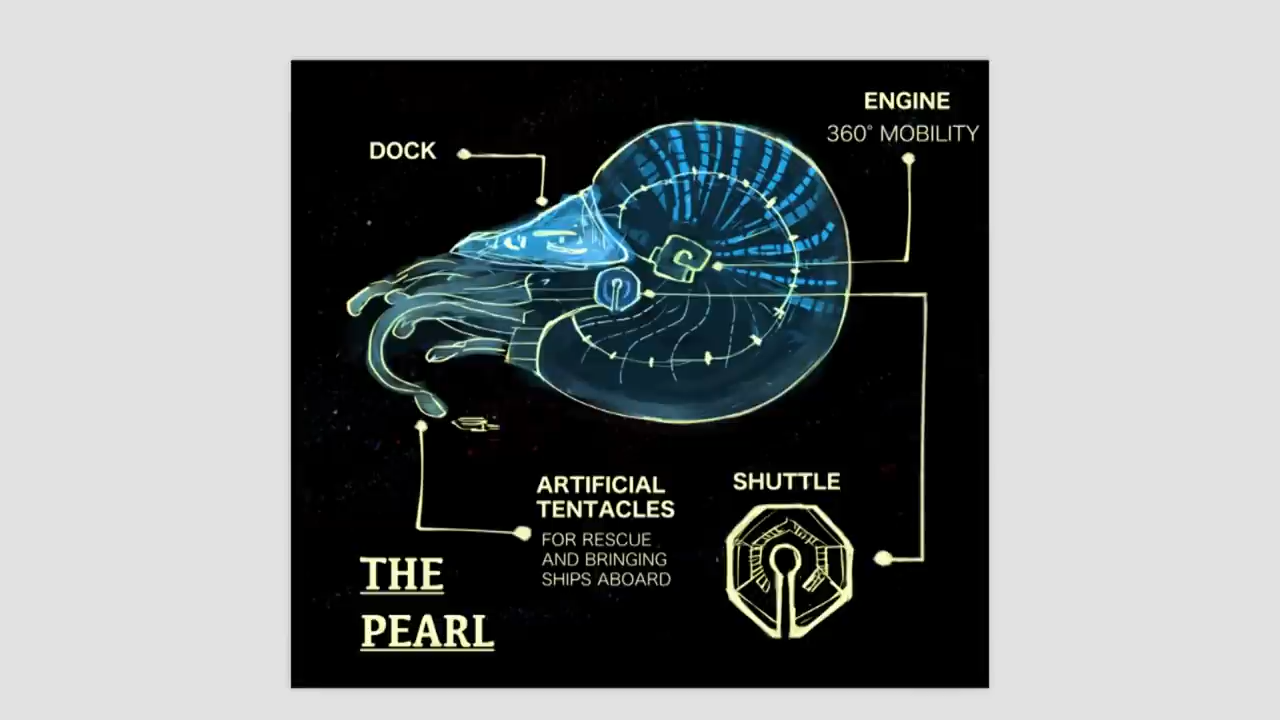 ENGINE
360° MOBILITY
DOCK
ARTIFICIAL
TENTACLES
FOR RESCUE
AND BRINGING
SHIPS ABOARD
SHUTTLE
THE
PEARL